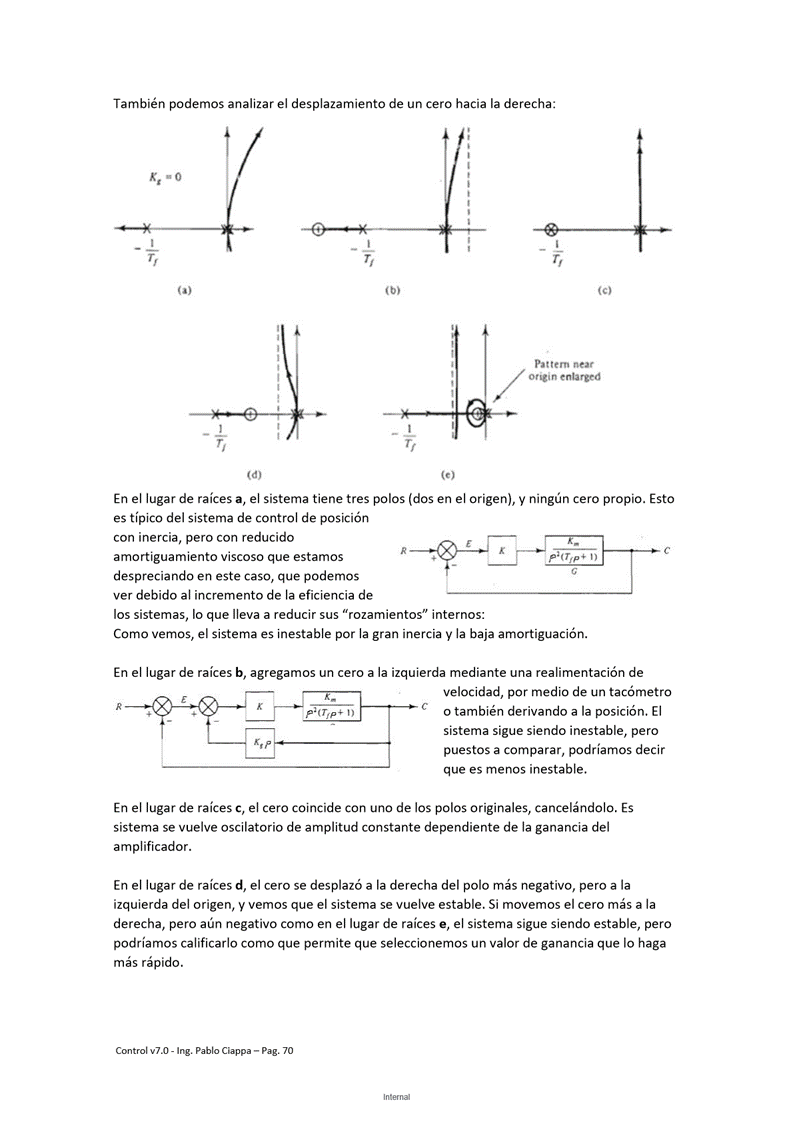 También podemos analizar el desplazamiento de un cero hacia la derecha:
K_g = 0
- 1/T_f
(a)
- 1/T_f
(b)
- 1/T_f
(c)
- 1/T_f
(d)
- 1/T_f
(e)
Pattern near
origin enlarged
En el lugar de raíces a, el sistema tiene tres polos (dos en el origen), y ningún cero propio. Esto
es típico del sistema de control de posición
con inercia, pero con reducido
amortiguamiento viscoso que estamos
despreciando en este caso, que podemos
ver debido al incremento de la eficiencia de
R + - E K K_m / P²(T_f P + 1) G C
los sistemas, lo que lleva a reducir sus “rozamientos” internos:
Como vemos, el sistema es inestable por la gran inercia y la baja amortiguación.
En el lugar de raíces b, agregamos un cero a la izquierda mediante una realimentación de
R + - E + - K K_m / P²(T_f P + 1) C
K_g P
velocidad, por medio de un tacómetro
o también derivando a la posición. El
sistema sigue siendo inestable, pero
puestos a comparar, podríamos decir
que es menos inestable.
En el lugar de raíces c, el cero coincide con uno de los polos originales, cancelándolo. Es
sistema se vuelve oscilatorio de amplitud constante dependiente de la ganancia del
amplificador.
En el lugar de raíces d, el cero se desplazó a la derecha del polo más negativo, pero a la
izquierda del origen, y vemos que el sistema se vuelve estable. Si movemos el cero más a la
derecha, pero aún negativo como en el lugar de raíces e, el sistema sigue siendo estable, pero
podríamos calificarlo como que permite que seleccionemos un valor de ganancia que lo haga
más rápido.
Control v7.0 - Ing. Pablo Ciappa – Pag. 70
Internal